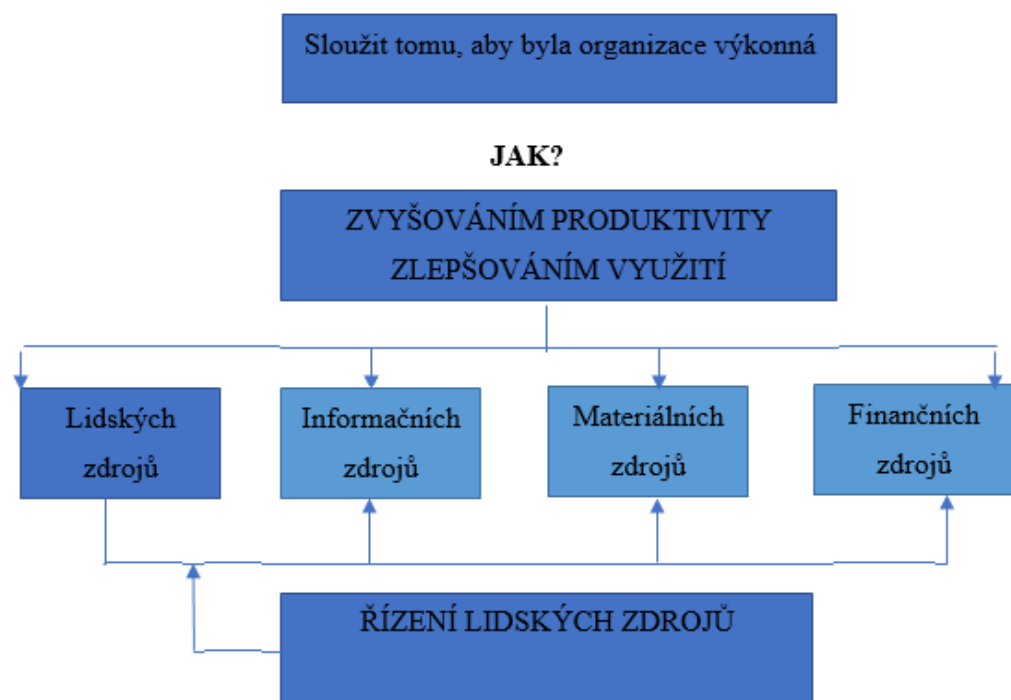 Sloužit tomu, aby byla organizace výkonná
JAK?
ZVYŠOVÁNÍM PRODUKTIVITY
ZLEPŠOVÁNÍM VYUŽITÍ
Lidských
zdrojů
Informačních
zdrojů
Materiálních
zdrojů
Finančních
zdrojů
ŘÍZENÍ LIDSKÝCH ZDROJŮ